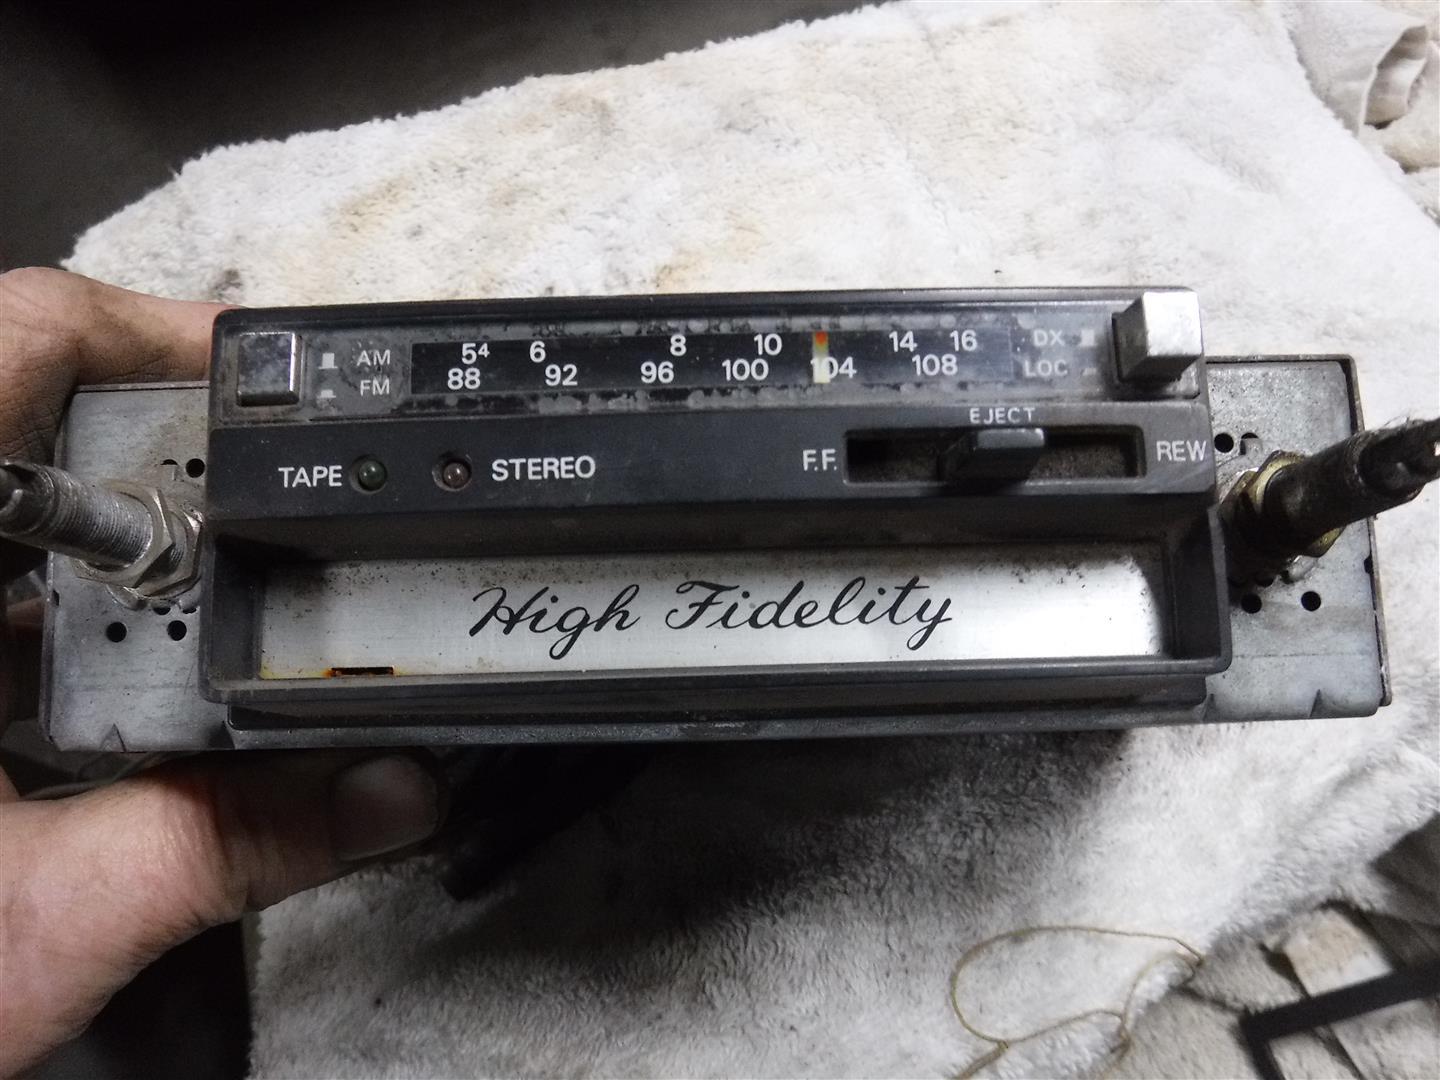 AM 54 6 8 10 14 16 DX
FM 88 92 96 100 104 108 LOC
EJECT
TAPE STEREO F.F. REW
High Fidelity